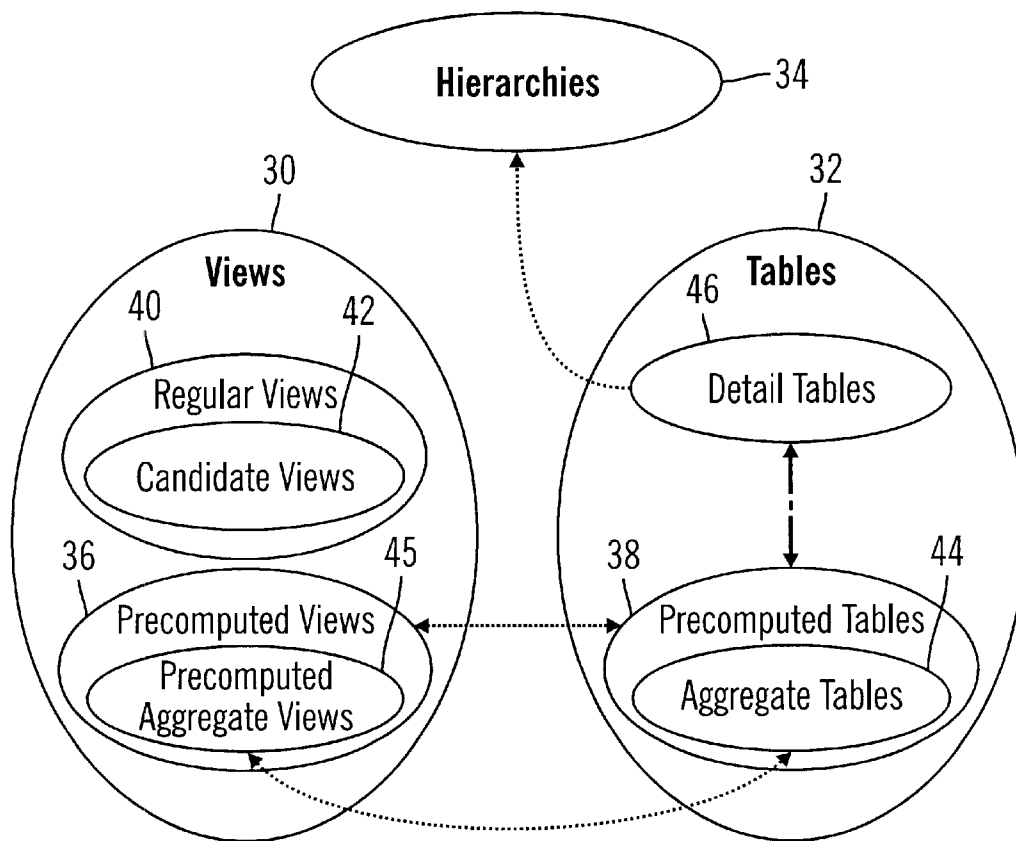 Hierarchies
34
30
32
Views
Tables
40
42
46
Regular Views
Detail Tables
Candidate Views
36
45
38
44
Precomputed Views
Precomputed Tables
Precomputed
Aggregate Views
Aggregate Tables